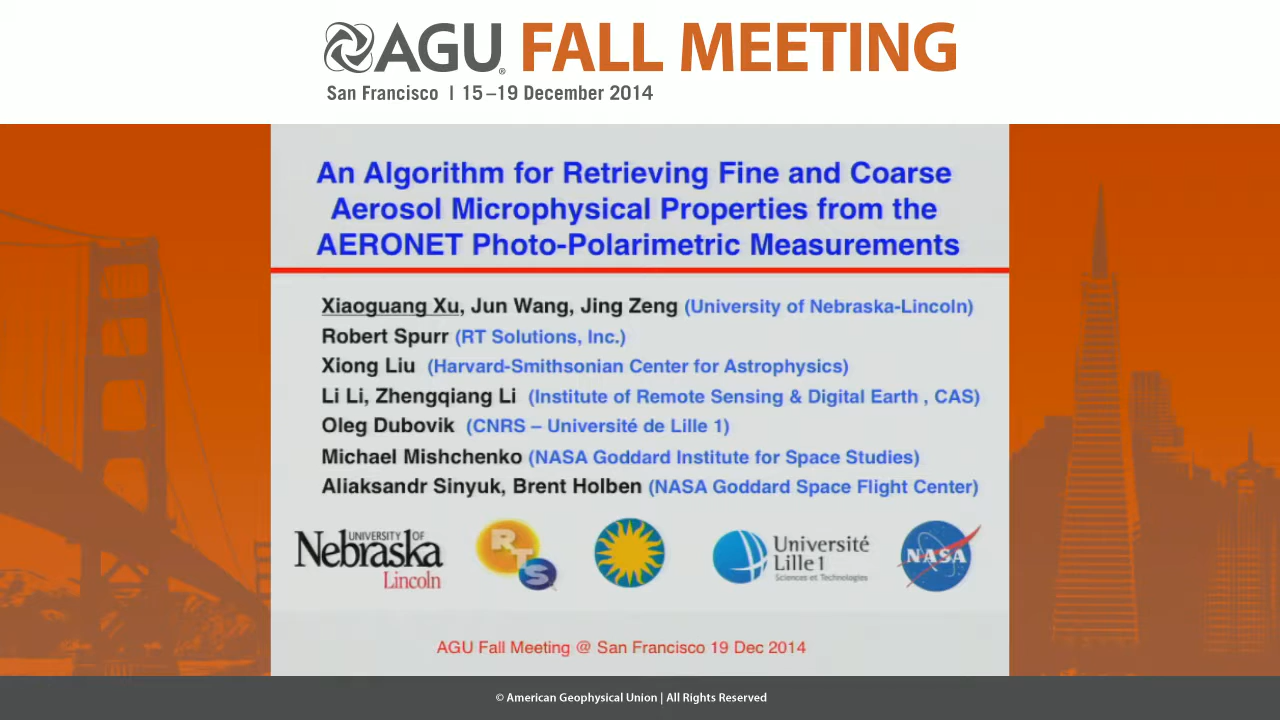 AGU® FALL MEETING
San Francisco | 15–19 December 2014
An Algorithm for Retrieving Fine and Coarse
Aerosol Microphysical Properties from the
AERONET Photo-Polarimetric Measurements
Xiaoguang Xu, Jun Wang, Jing Zeng (University of Nebraska-Lincoln)
Robert Spurr (RT Solutions, Inc.)
Xiong Liu (Harvard-Smithsonian Center for Astrophysics)
Li Li, Zhengqiang Li (Institute of Remote Sensing & Digital Earth , CAS)
Oleg Dubovik (CNRS – Université de Lille 1)
Michael Mishchenko (NASA Goddard Institute for Space Studies)
Aliaksandr Sinyuk, Brent Holben (NASA Goddard Space Flight Center)
UNIVERSITY OF
Nebraska
Lincoln
RTS
Université
Lille 1
Sciences et Technologies
NASA
AGU Fall Meeting @ San Francisco 19 Dec 2014
© American Geophysical Union | All Rights Reserved